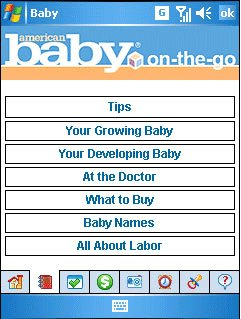 Baby
G
ok
american
baby® on-the-go
Tips
Your Growing Baby
Your Developing Baby
At the Doctor
What to Buy
Baby Names
All About Labor